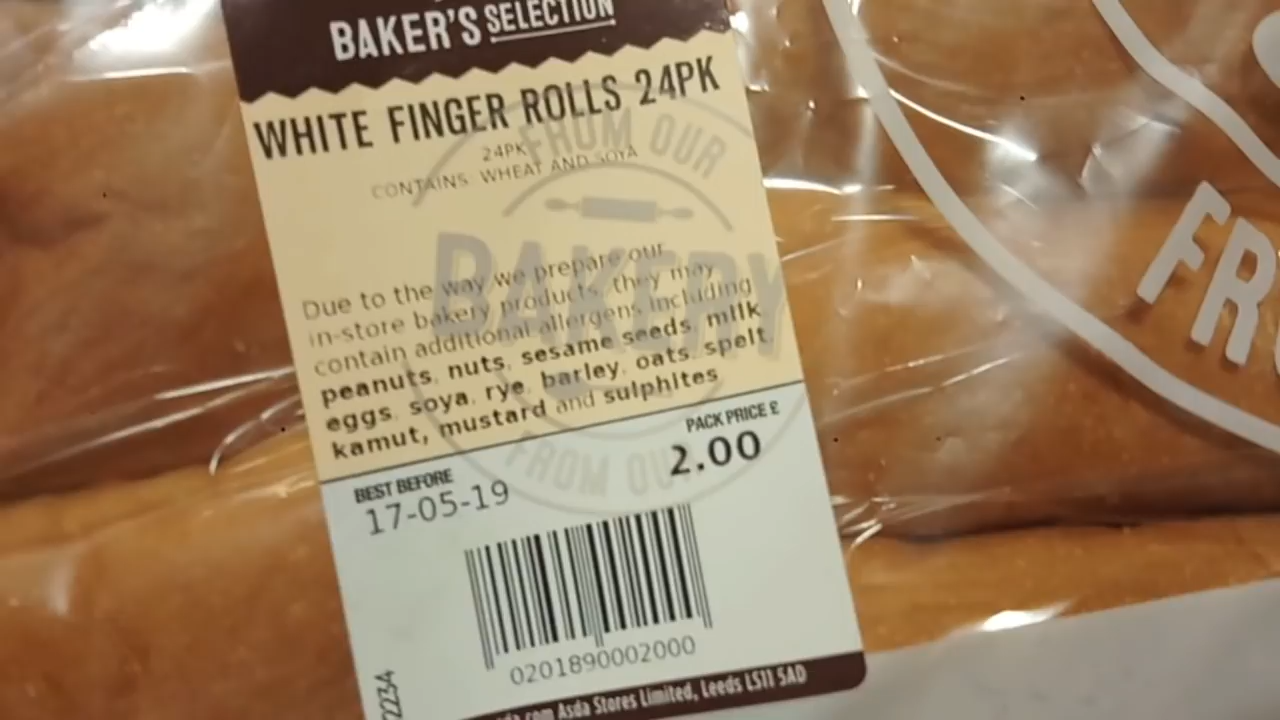 BAKER'S SELECTION
WHITE FINGER ROLLS 24PK
24PK
CONTAINS: WHEAT AND SOYA
FROM OUR
BAKERY
FROM OUR
Due to the way we prepare our
in-store bakery products, they may
contain additional allergens including
peanuts, nuts, sesame seeds, milk
eggs, soya, rye, barley, oats, spelt,
kamut, mustard and sulphites
BEST BEFORE
17-05-19
PACK PRICE £
2.00
0201890002000
2234
Asda Stores Limited, Leeds LS11 5AD